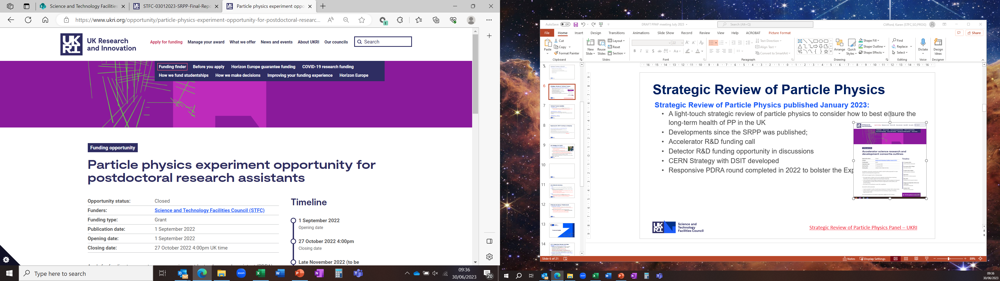 Science and Technology Facilities
STFC-03012023-SRPP-Final-Repo
Particle physics experiment oppo
https://www.ukri.org/opportunity/particle-physics-experiment-opportunity-for-postdoctoral-researc...
UK Research
and Innovation
Apply for funding
Manage your award
What we offer
News and events
About UKRI
Our councils
Search
Funding finder
Before you apply
Horizon Europe guarantee funding
COVID-19 research funding
How we fund studentships
How we make decisions
Improving your funding experience
Horizon Europe
Funding opportunity
Particle physics experiment opportunity for
postdoctoral research assistants
Opportunity status: Closed
Funders: Science and Technology Facilities Council (STFC)
Funding type: Grant
Publication date: 1 September 2022
Opening date: 1 September 2022
Closing date: 27 October 2022 4:00pm UK time
Timeline
1 September 2022
Opening date
27 October 2022 4:00pm
Closing date
Late November 2022 (to be
Type here to search
09:36
30/06/2023
20
AutoSave Off
DRAFT PPAP meeting July 2023
Search (Alt+Q)
Clifford, Karen (STFC,SO,PROG)
File Home Insert Design Transitions Animations Slide Show Record Review View Help ACROBAT Picture Format
Share
Paste
Cut
Copy
Format Painter
Clipboard
New
Slide
Reuse
Slides
Layout
Reset
Section
Slides
22
Font
Text Direction
Align Text
Convert to SmartArt
Paragraph
Arrange
Quick
Styles
Shape Fill
Shape Outline
Shape Effects
Drawing
Find
Replace
Select
Editing
Dictate
Voice
Design
Ideas
Designer
5
6
7
8
9
10
11
12
13
14
Strategic Review of Particle Physics
Strategic Review of Particle Physics published January 2023:
• A light-touch strategic review of particle physics to consider how to best ensure the
long-term health of PP in the UK
• Developments since the SRPP was published;
• Accelerator R&D funding call
• Detector R&D funding opportunity in discussions
• CERN Strategy with DSIT developed
• Responsive PDRA round completed in 2022 to bolster the Exp
UK Research
and Innovation
Accelerator science research and
development consortia outlines
Timeline
UKRI
Science and
Technology
Facilities Council
Strategic Review of Particle Physics Panel – UKRI
Slide 6 of 21
Notes
Display Settings
89%
09:36
30/06/2023